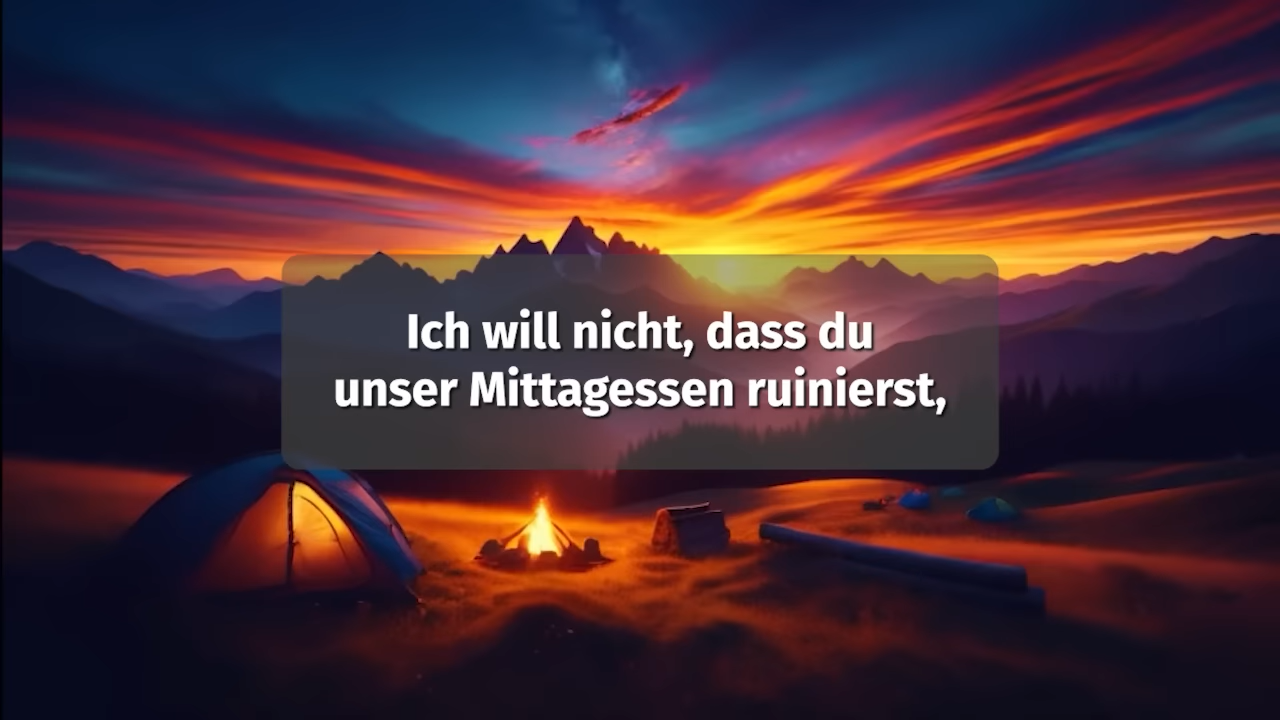 Ich will nicht, dass du
unser Mittagessen ruinierst,